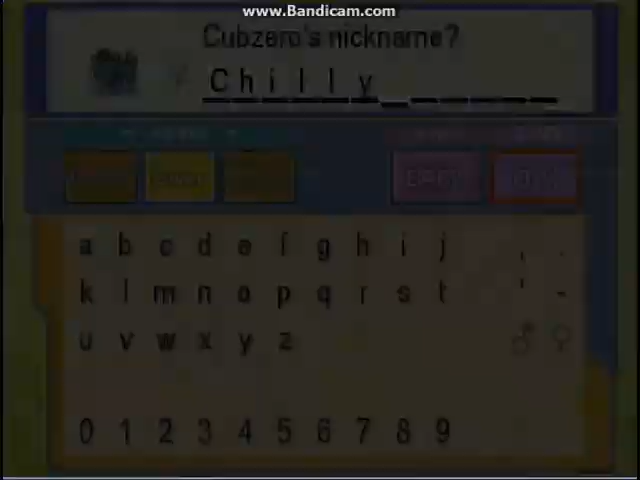 www.Bandicam.com
Cubzero's nickname?
Chilly
a b c d e f g h i j , .
k l m n o p q r s t ' -
u v w x y z ♂ ♀
0 1 2 3 4 5 6 7 8 9